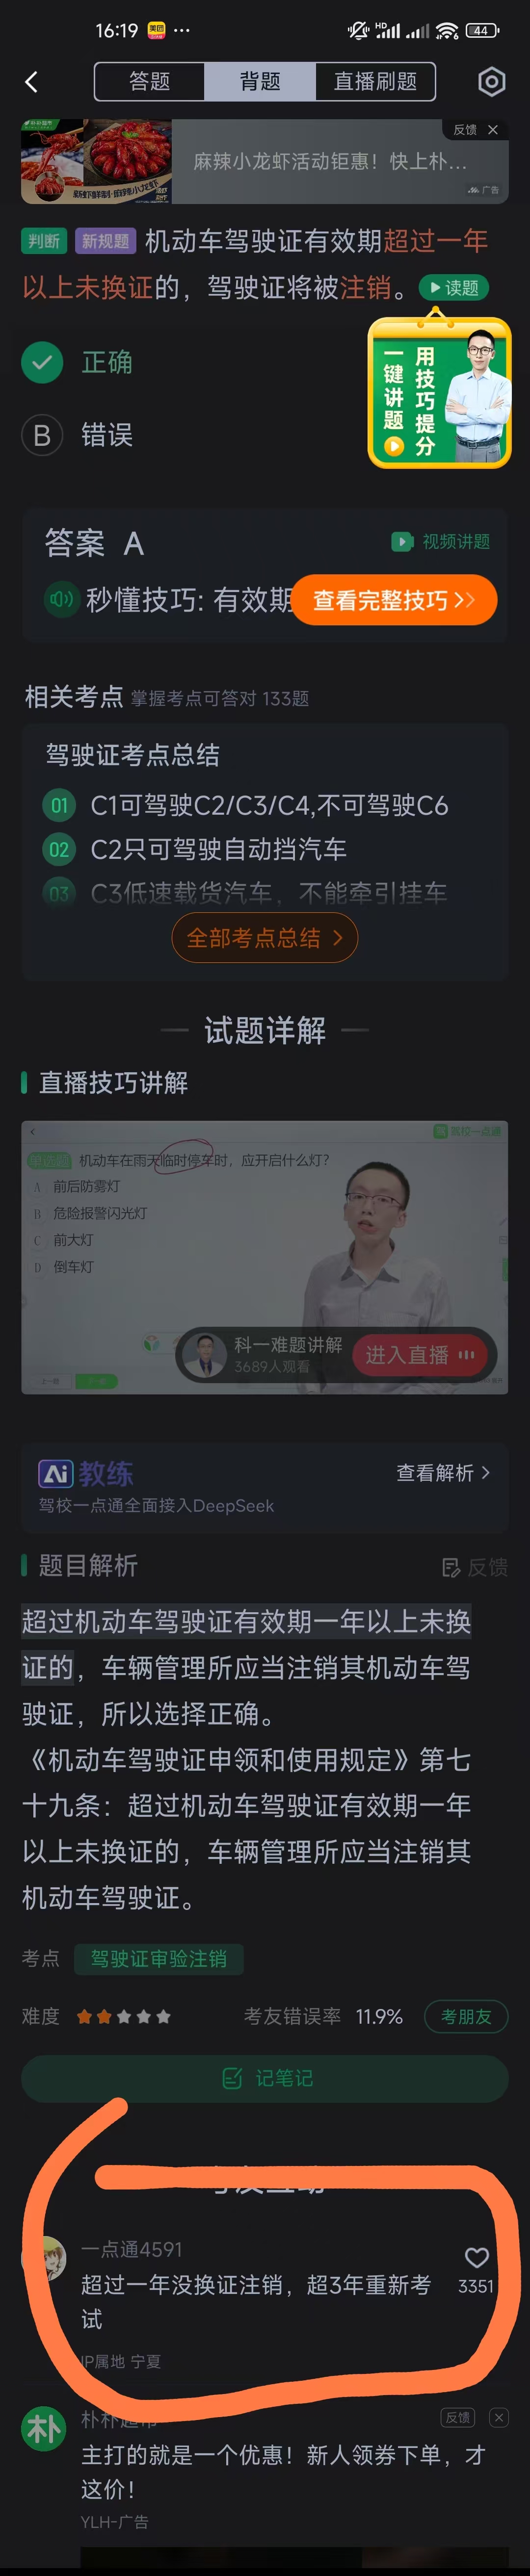 16:19
HD
44
答题
背题
直播刷题
麻辣小龙虾活动钜惠！快上朴...
反馈
广告
判断 新规题 机动车驾驶证有效期超过一年
以上未换证的，驾驶证将被注销。 读题
正确
B 错误
一键讲题
用技巧提分
答案 A
视频讲题
秒懂技巧: 有效期
查看完整技巧
相关考点 掌握考点可答对 133题
驾驶证考点总结
01 C1可驾驶C2/C3/C4,不可驾驶C6
02 C2只可驾驶自动挡汽车
03 C3低速载货汽车，不能牵引挂车
全部考点总结
试题详解
直播技巧讲解
驾校一点通
单选题 机动车在雨天临时停车时，应开启什么灯?
A 前后防雾灯
B 危险报警闪光灯
C 前大灯
D 倒车灯
科一难题讲解
3689人观看
进入直播
Ai 教练
查看解析
驾校一点通全面接入DeepSeek
题目解析
反馈
超过机动车驾驶证有效期一年以上未换
证的，车辆管理所应当注销其机动车驾
驶证，所以选择正确。
《机动车驾驶证申领和使用规定》第七
十九条：超过机动车驾驶证有效期一年
以上未换证的，车辆管理所应当注销其
机动车驾驶证。
考点 驾驶证审验注销
难度
考友错误率 11.9%
考朋友
记笔记
一点通4591
超过一年没换证注销，超3年重新考
试
3351
IP属地 宁夏
朴
反馈
主打的就是一个优惠！新人领券下单，才
这价！
YLH-广告